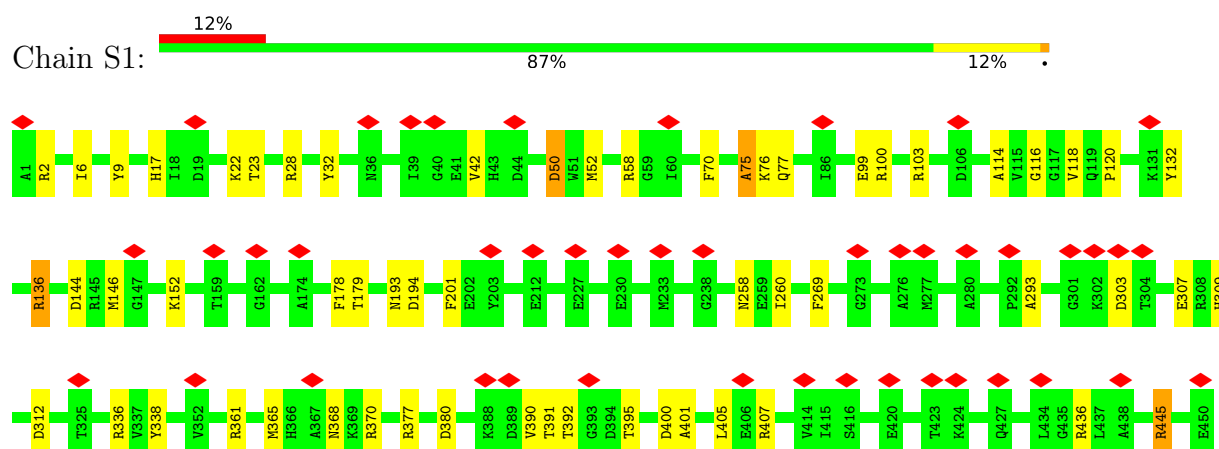 12%
Chain S1:
87% 12% •
A1 R2 I6 Y9 H17 I18 D19 K22 T23 R28 Y32 N36 I39 G40 E41 V42 H43 D44 D50 W51 M52 R58 G59 I60 F70 A75 K76 Q77 I86 E99 R100 R103 D106 A114 V115 G116 G117 V118 Q119 P120 K131 Y132
R136 D144 R145 M146 G147 K152 T159 G162 A174 F178 T179 N193 D194 F201 E202 Y203 E212 E227 E230 M233 G238 N258 E259 I260 F269 G273 A276 M277 A280 P292 A293 G301 K302 D303 T304 E307 R308
D312 T325 R336 V337 Y338 V352 R361 M365 H366 A367 N368 K369 R370 R377 D380 K388 D389 V390 T391 T392 G393 D394 T395 D400 A401 L405 E406 R407 V414 I415 S416 E420 T423 K424 Q427 L434 G435 R436 L437 A438 R445 E450